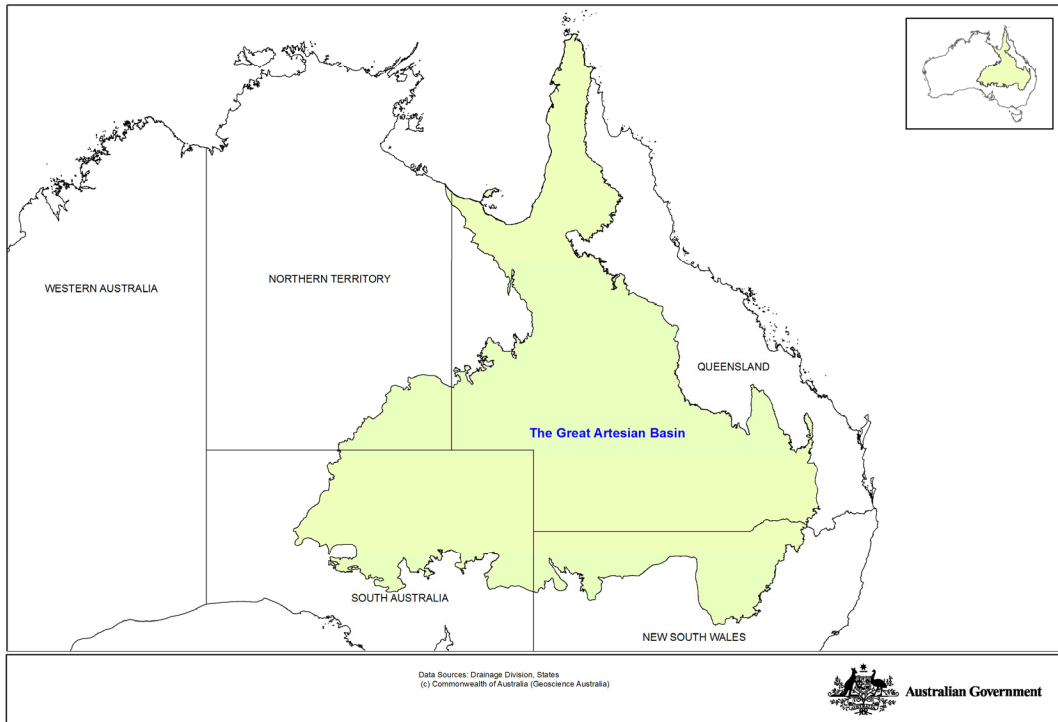 WESTERN AUSTRALIA
NORTHERN TERRITORY
QUEENSLAND
The Great Artesian Basin
SOUTH AUSTRALIA
NEW SOUTH WALES
Data Sources: Drainage Division, States
(c) Commonwealth of Australia (Geoscience Australia)
Australian Government